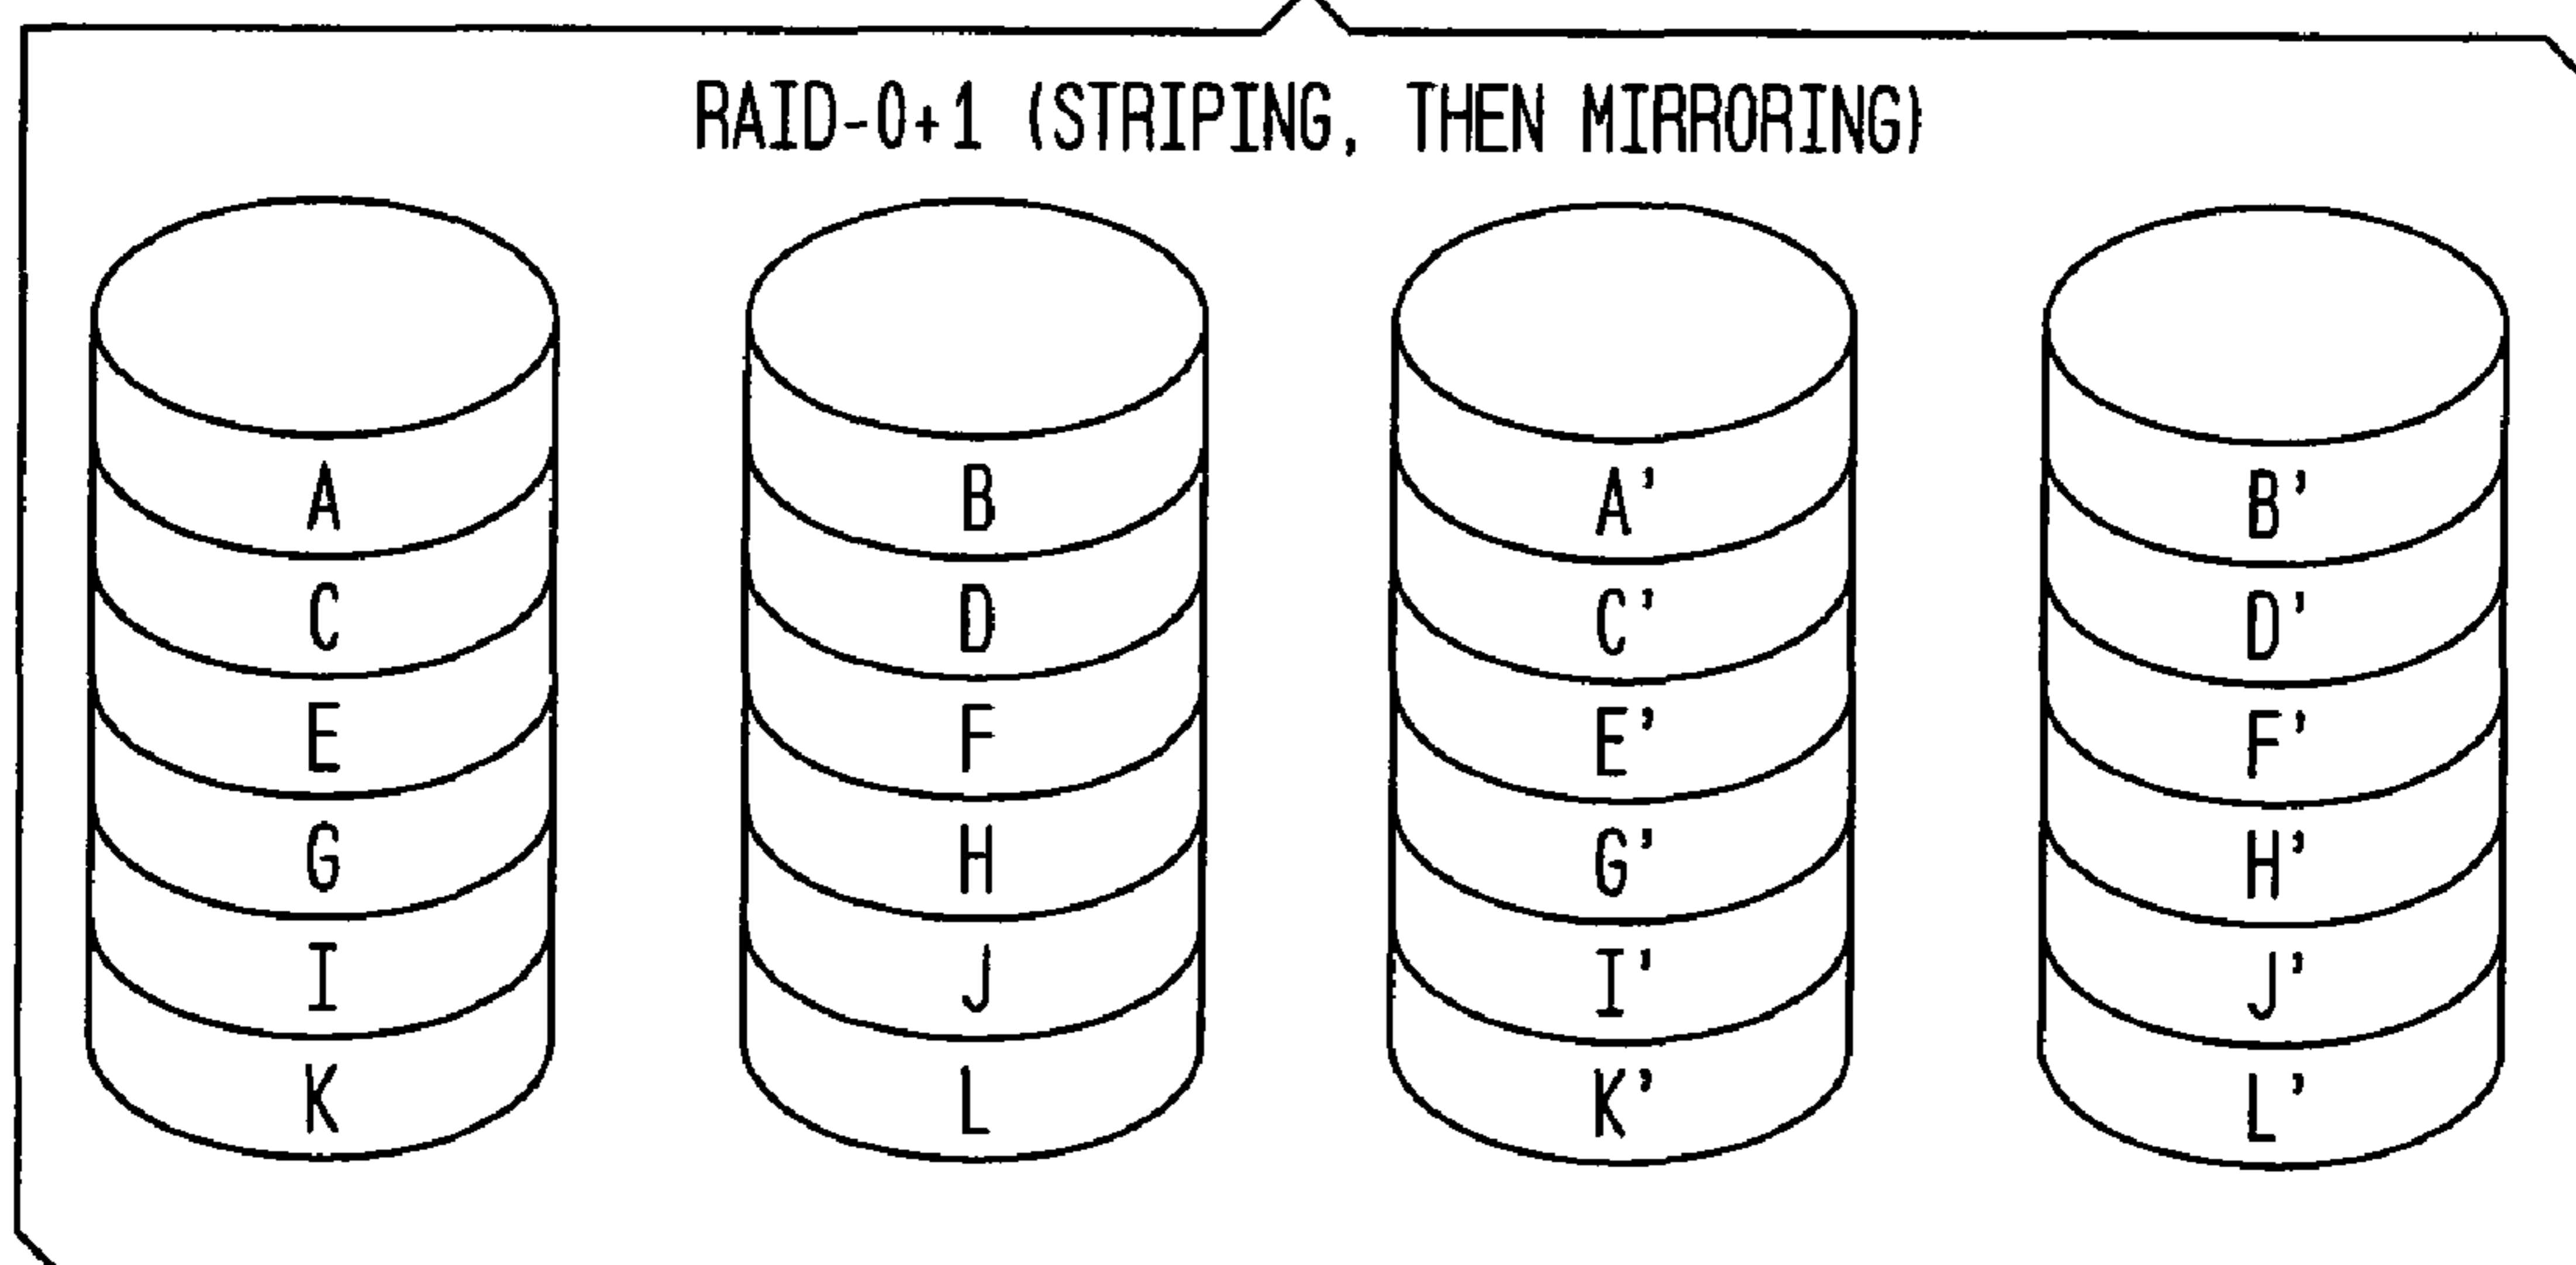 RAID-0+1 (STRIPING, THEN MIRRORING)
A B A' B'
C D C' D'
E F E' F'
G H G' H'
I J I' J'
K L K' L'